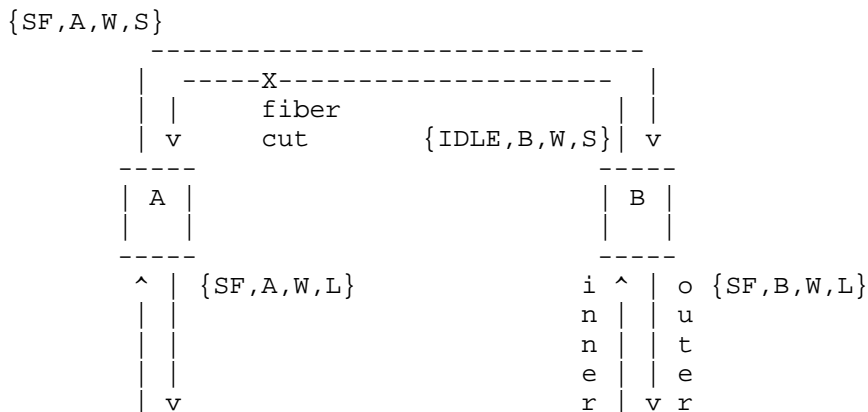 {SF,A,W,S}
X
fiber
v cut {IDLE,B,W,S} v
A B
^ {SF,A,W,L} i ^ o {SF,B,W,L}
n u
n t
e e
v r v r